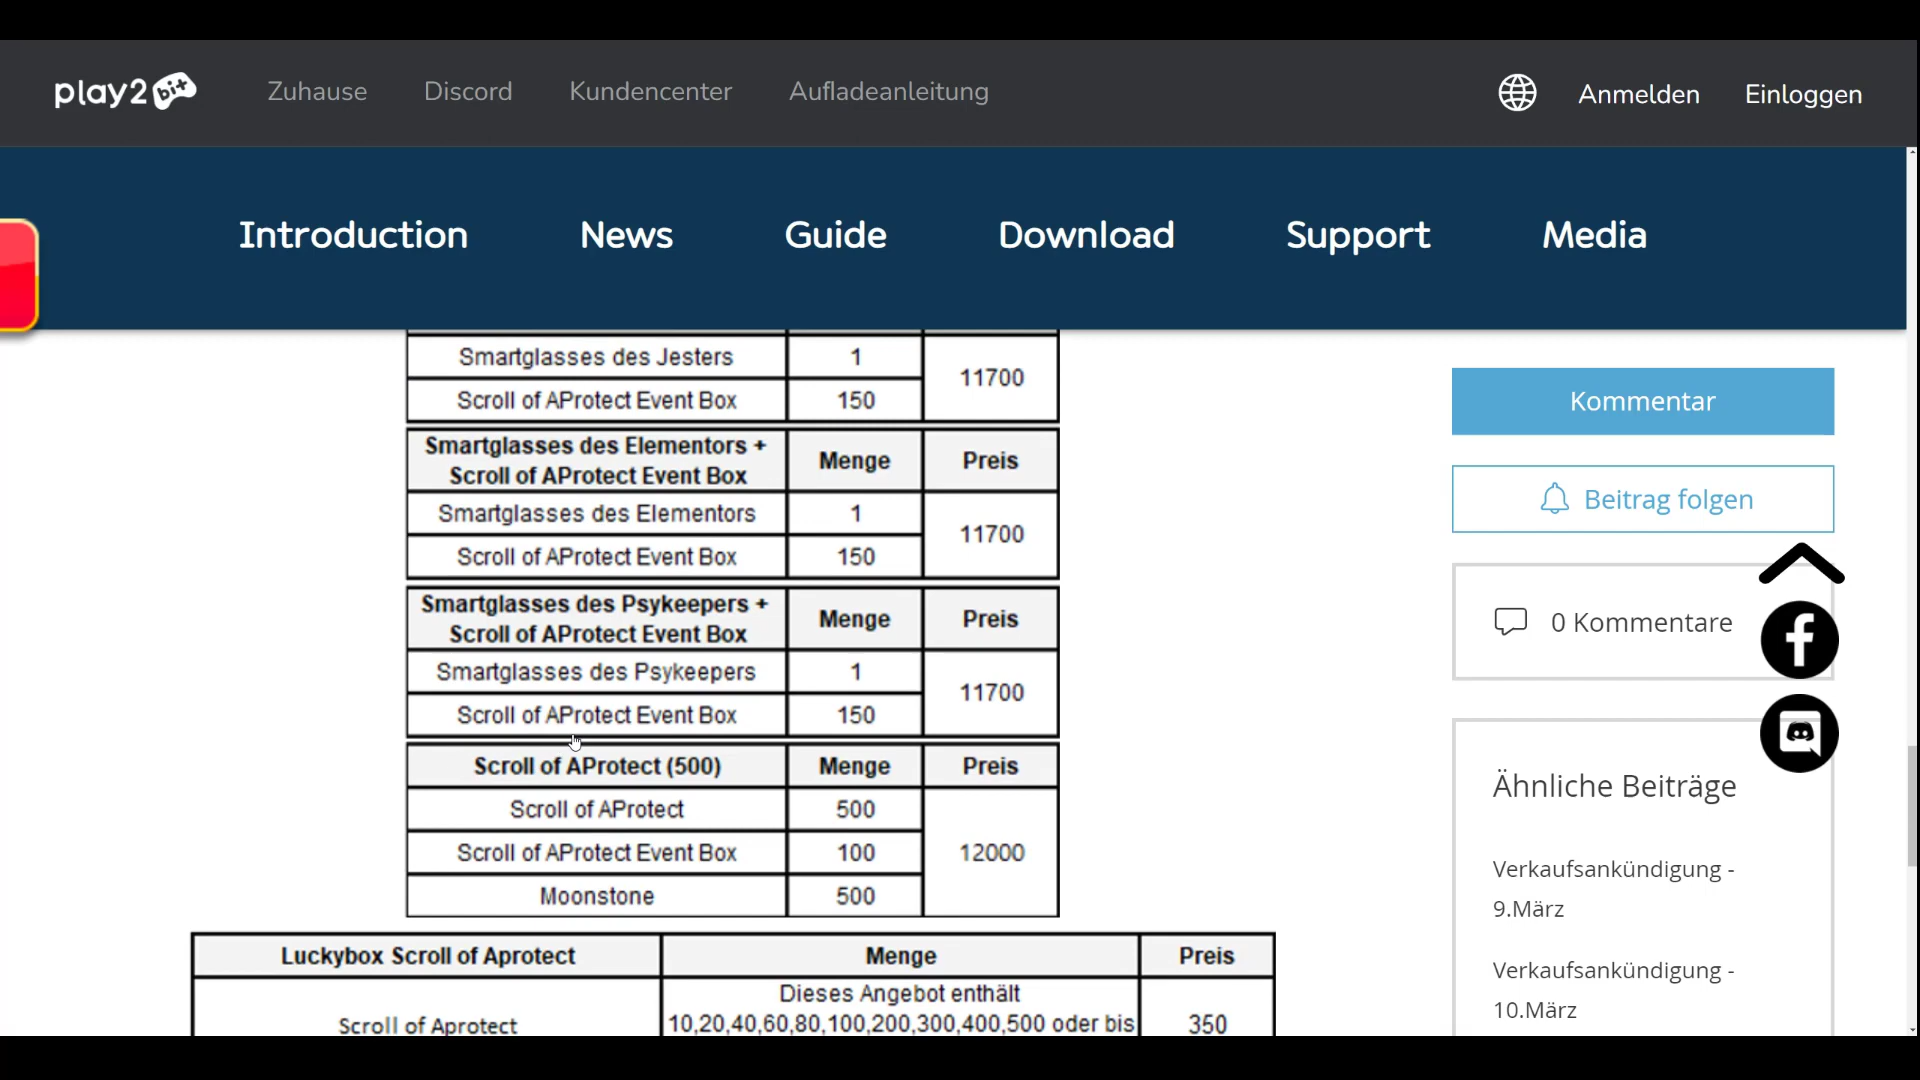 play2bit Zuhause Discord Kundencenter Aufladeanleitung Anmelden Einloggen
Introduction News Guide Download Support Media
Smartglasses des Jesters 1 11700
Scroll of AProtect Event Box 150
Smartglasses des Elementors +
Scroll of AProtect Event Box Menge Preis
Smartglasses des Elementors 1 11700
Scroll of AProtect Event Box 150
Smartglasses des Psykeepers +
Scroll of AProtect Event Box Menge Preis
Smartglasses des Psykeepers 1 11700
Scroll of AProtect Event Box 150
Scroll of AProtect (500) Menge Preis
Scroll of AProtect 500
Scroll of AProtect Event Box 100 12000
Moonstone 500
Luckybox Scroll of Aprotect Menge Preis
Dieses Angebot enthält
Scroll of Aprotect 10,20,40,60,80,100,200,300,400,500 oder bis 350
Kommentar
Beitrag folgen
0 Kommentare
Ähnliche Beiträge
Verkaufsankündigung -
9.März
Verkaufsankündigung -
10.März